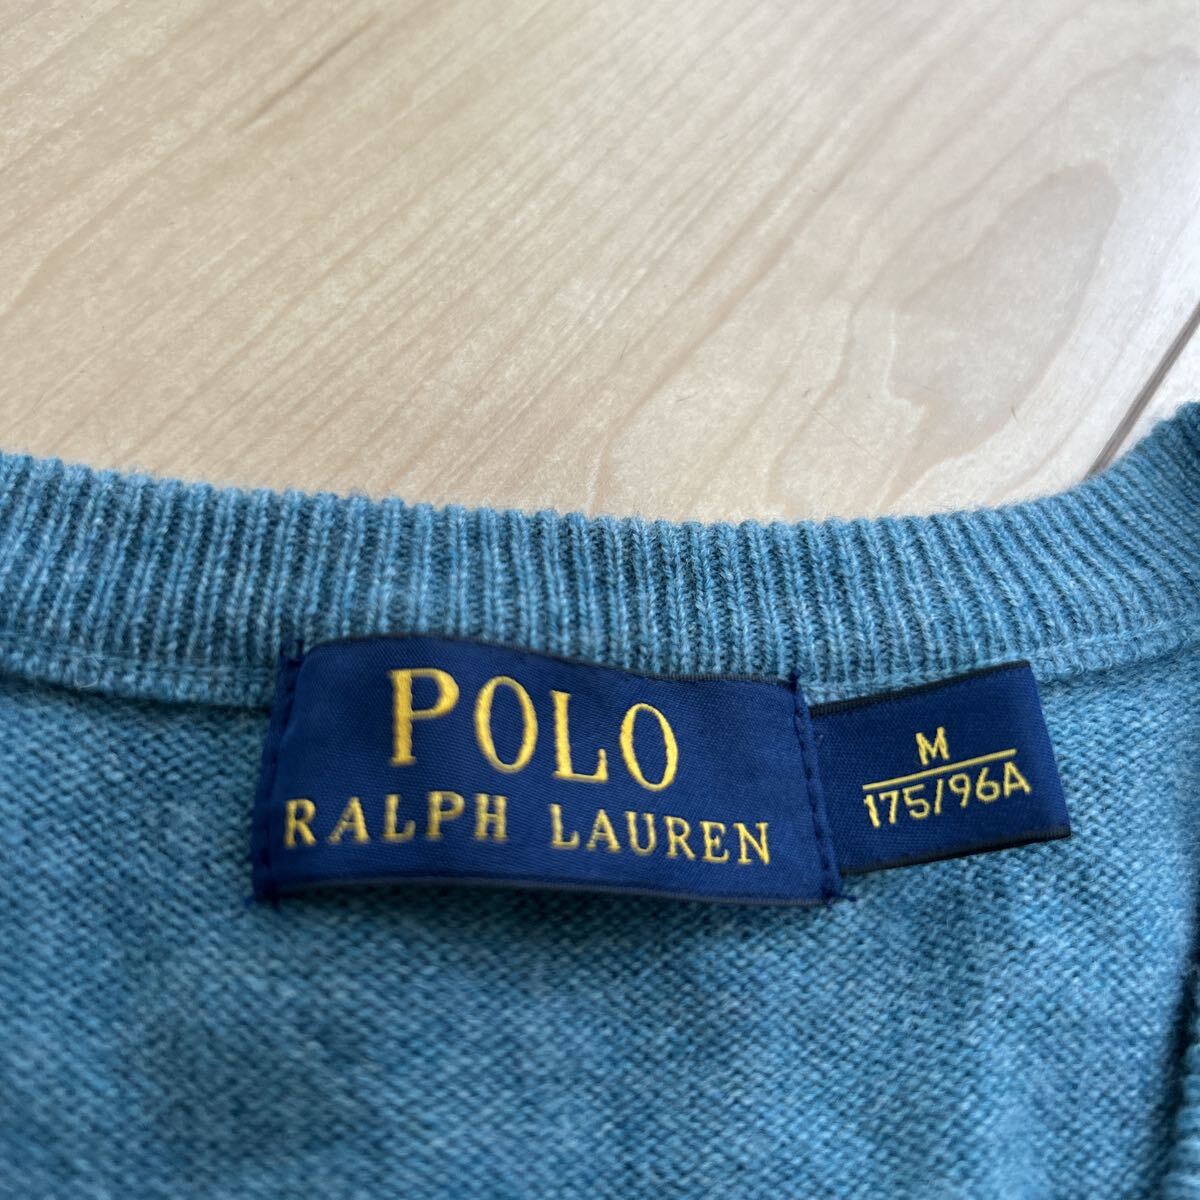 POLO
RALPH LAUREN
M
175/96A